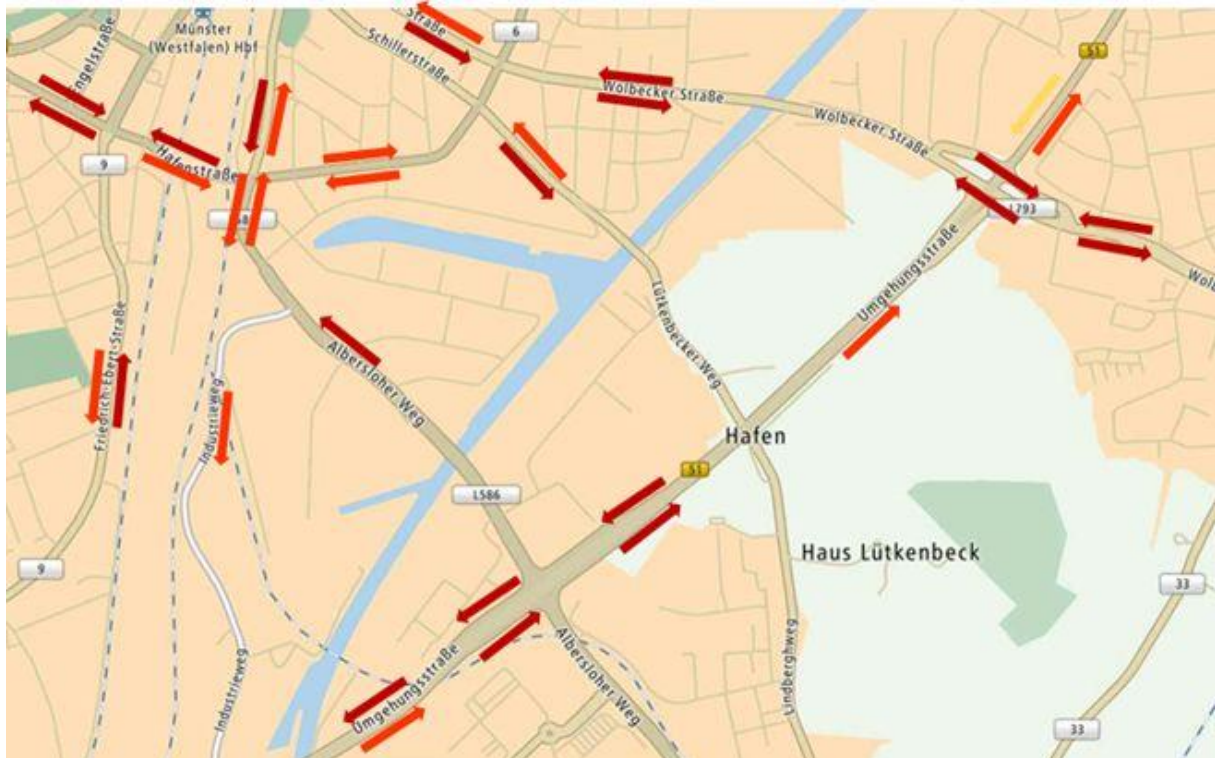 Münster
(Westfalen) Hbf
Engelstraße
Straße
Schillerstraße
6
51
Wolbecker Straße
Wolbecker Straße
9
Hafenstraße
L793
Umgehungsstraße
Lütkenbecker Weg
Friedrich-Ebert-Straße
Industrieweg
Albersloher Weg
Hafen
51
L586
Haus Lütkenbeck
9
33
Umgehungsstraße
Albersloher Weg
Lindberghweg
Industrieweg
33